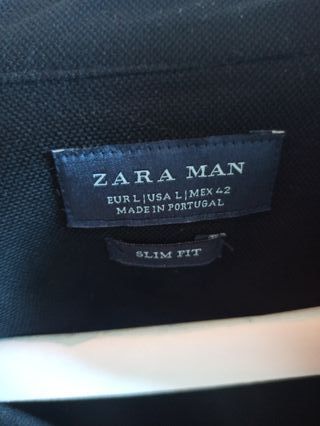 ZARA MAN
EUR L | USA L | MEX 42
MADE IN PORTUGAL
SLIM FIT